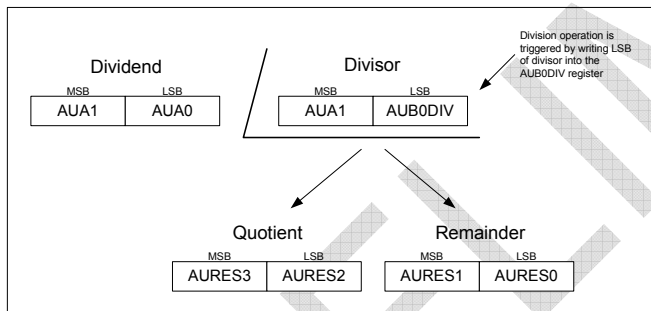 Division operation is
triggered by writing LSB
of divisor into the
AUB0DIV register
Dividend
Divisor
MSB LSB
AUA1 AUA0
MSB LSB
AUA1 AUB0DIV
Quotient
Remainder
MSB LSB
AURES3 AURES2
MSB LSB
AURES1 AURES0